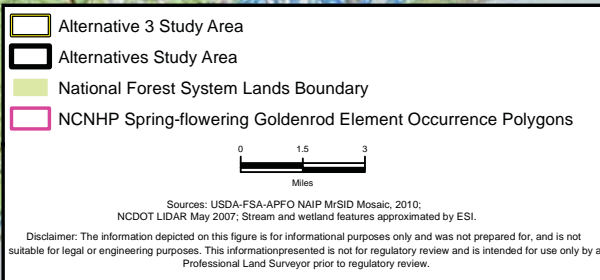 Alternative 3 Study Area
Alternatives Study Area
National Forest System Lands Boundary
NCNHP Spring-flowering Goldenrod Element Occurrence Polygons
0 1.5 3
Miles
Sources: USDA-FSA-APFO NAIP MrSID Mosaic, 2010;
NCDOT LIDAR May 2007; Stream and wetland features approximated by ESI.
Disclaimer: The information depicted on this figure is for informational purposes only and was not prepared for, and is not
suitable for legal or engineering purposes. This informationpresented is not for regulatory review and is intended for use only by a
Professional Land Surveyor prior to regulatory review.